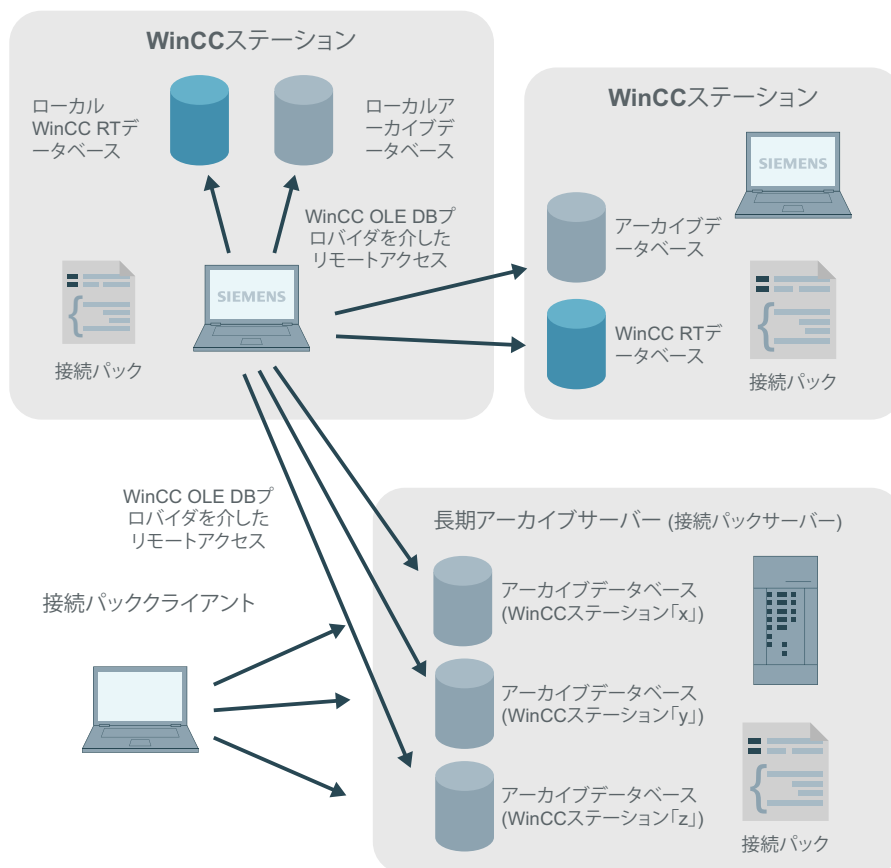 WinCCステーション
ローカル
WinCC RTデ
ータベース
ローカルア
ーカイブデ
ータベース
WinCC OLE DBプ
ロバイダを介した
リモートアクセス
SIEMENS
接続パック
WinCCステーション
SIEMENS
アーカイブデ
ータベース
WinCC RTデ
ータベース
接続パック
WinCC OLE DBプ
ロバイダを介した
リモートアクセス
接続パッククライアント
長期アーカイブサーバー (接続パックサーバー)
アーカイブデータベース
(WinCCステーション「x」)
アーカイブデータベース
(WinCCステーション「y」)
アーカイブデータベース
(WinCCステーション「z」)
接続パック